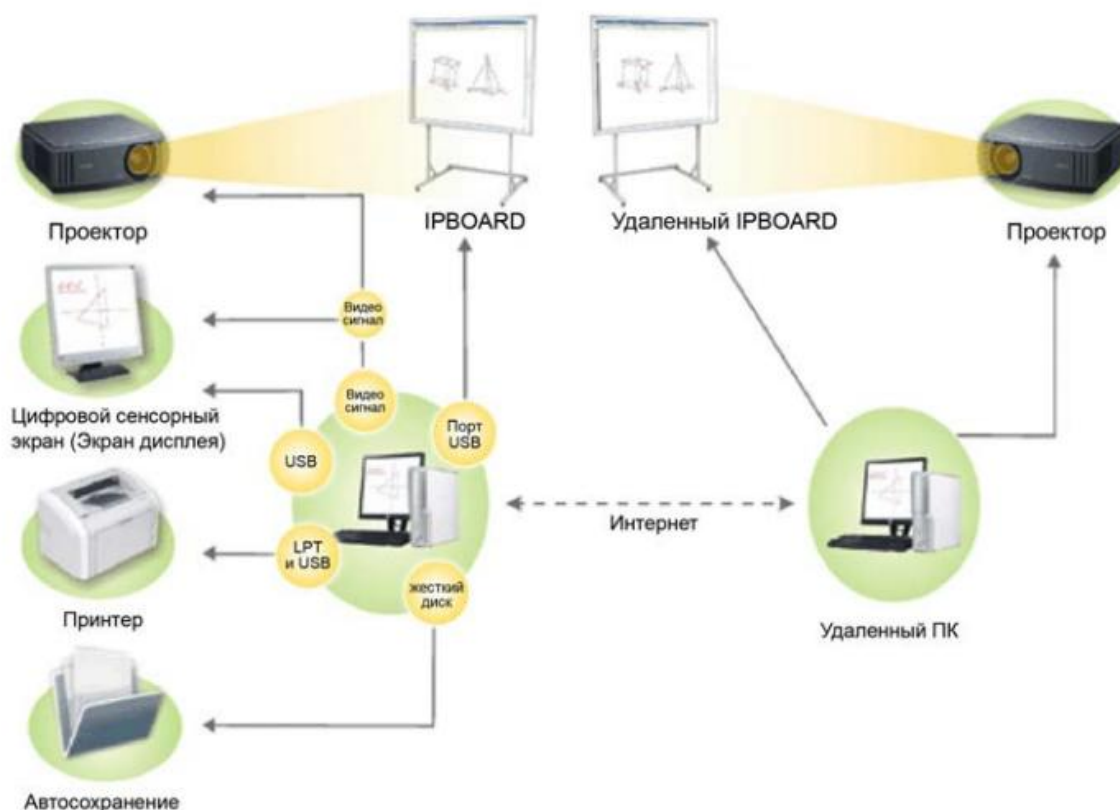 IPBOARD
Удаленный IPBOARD
Проектор
Проектор
Видео
сигнал
Видео
сигнал
Порт
USB
Цифровой сенсорный
экран (Экран дисплея)
USB
Интернет
LPT
и USB
жесткий
диск
Принтер
Удаленный ПК
Автосохранение